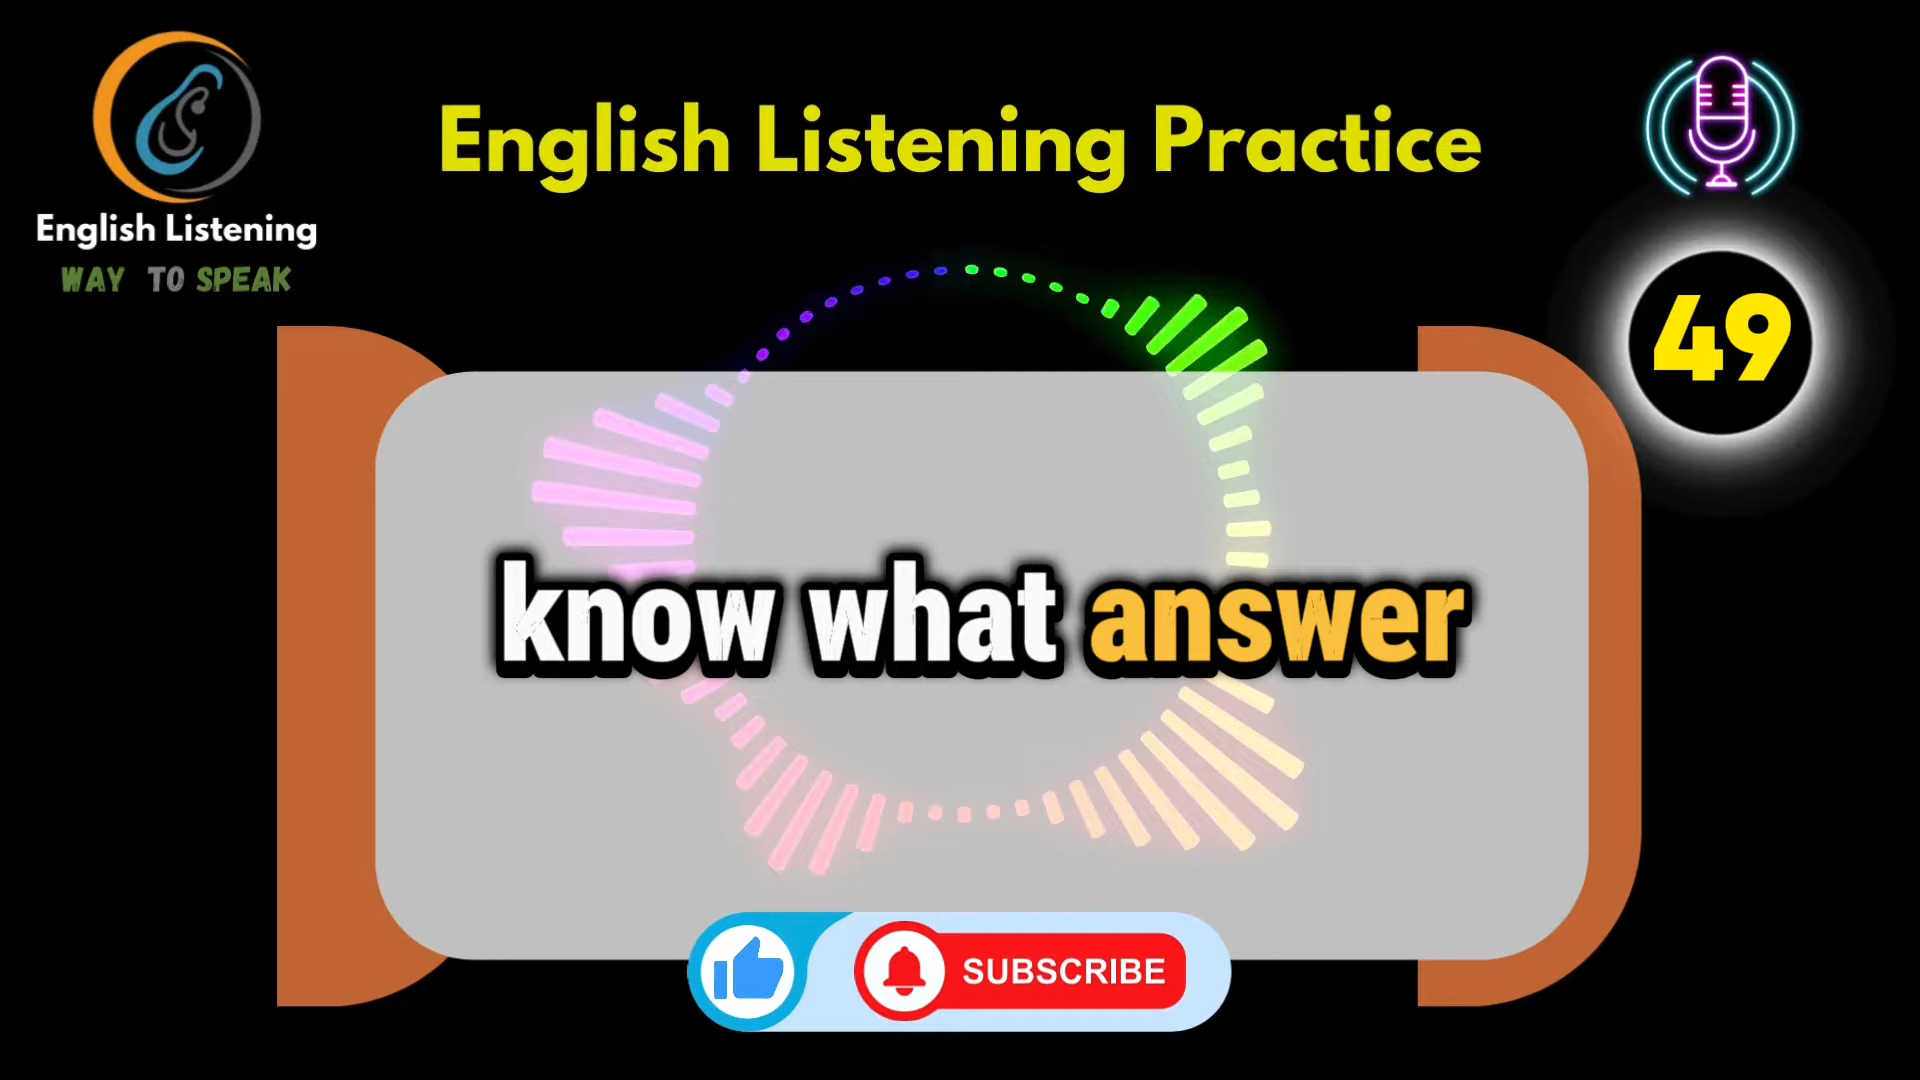 English Listening Practice
English Listening
WAY TO SPEAK
49
know what answer
SUBSCRIBE